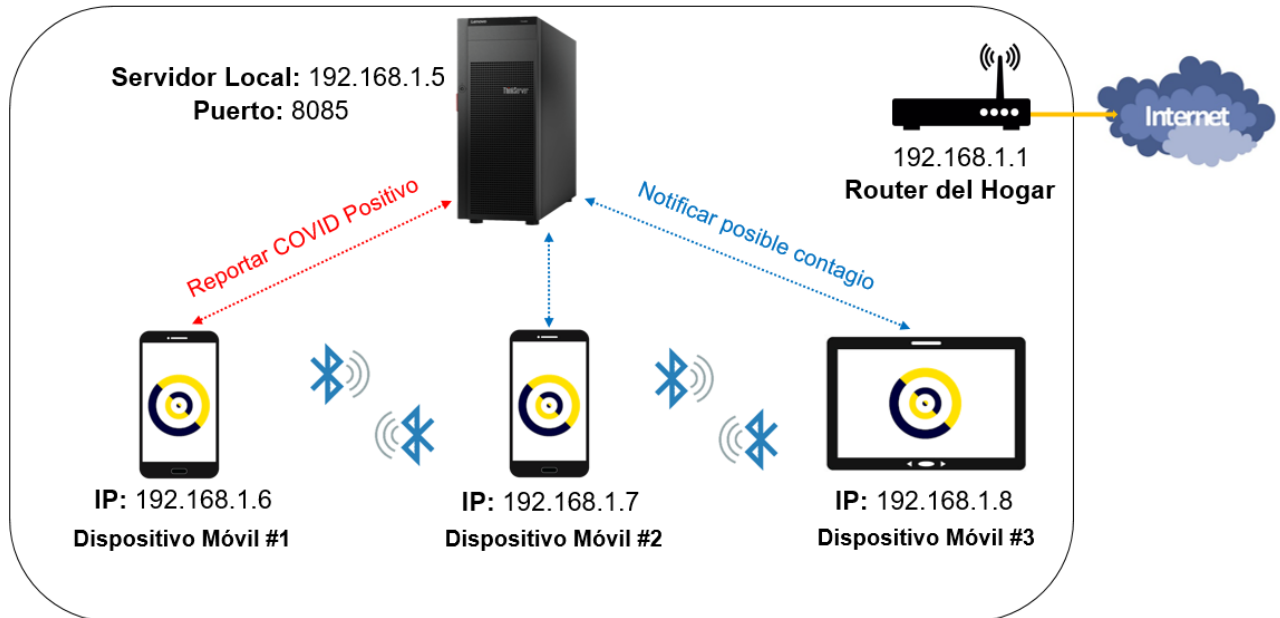 Servidor Local: 192.168.1.5
Puerto: 8085
ThinkServer
Internet
192.168.1.1
Router del Hogar
Reportar COVID Positivo
Notificar posible contagio
IP: 192.168.1.6
Dispositivo Móvil #1
IP: 192.168.1.7
Dispositivo Móvil #2
IP: 192.168.1.8
Dispositivo Móvil #3